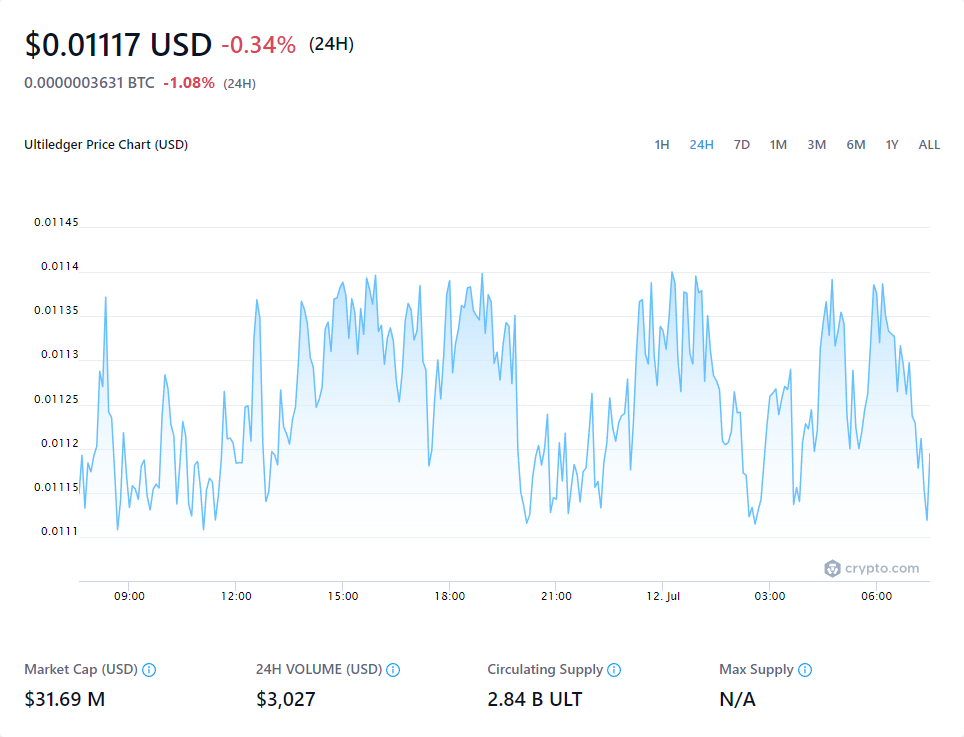 $0.01117 USD -0.34% (24H)
0.0000003631 BTC -1.08% (24H)
Ultiledger Price Chart (USD) 1H 24H 7D 1M 3M 6M 1Y ALL
0.01145
0.0114
0.01135
0.0113
0.01125
0.0112
0.01115
0.0111
crypto.com
09:00 12:00 15:00 18:00 21:00 12. Jul 03:00 06:00
Market Cap (USD) 24H VOLUME (USD) Circulating Supply Max Supply
$31.69 M $3,027 2.84 B ULT N/A